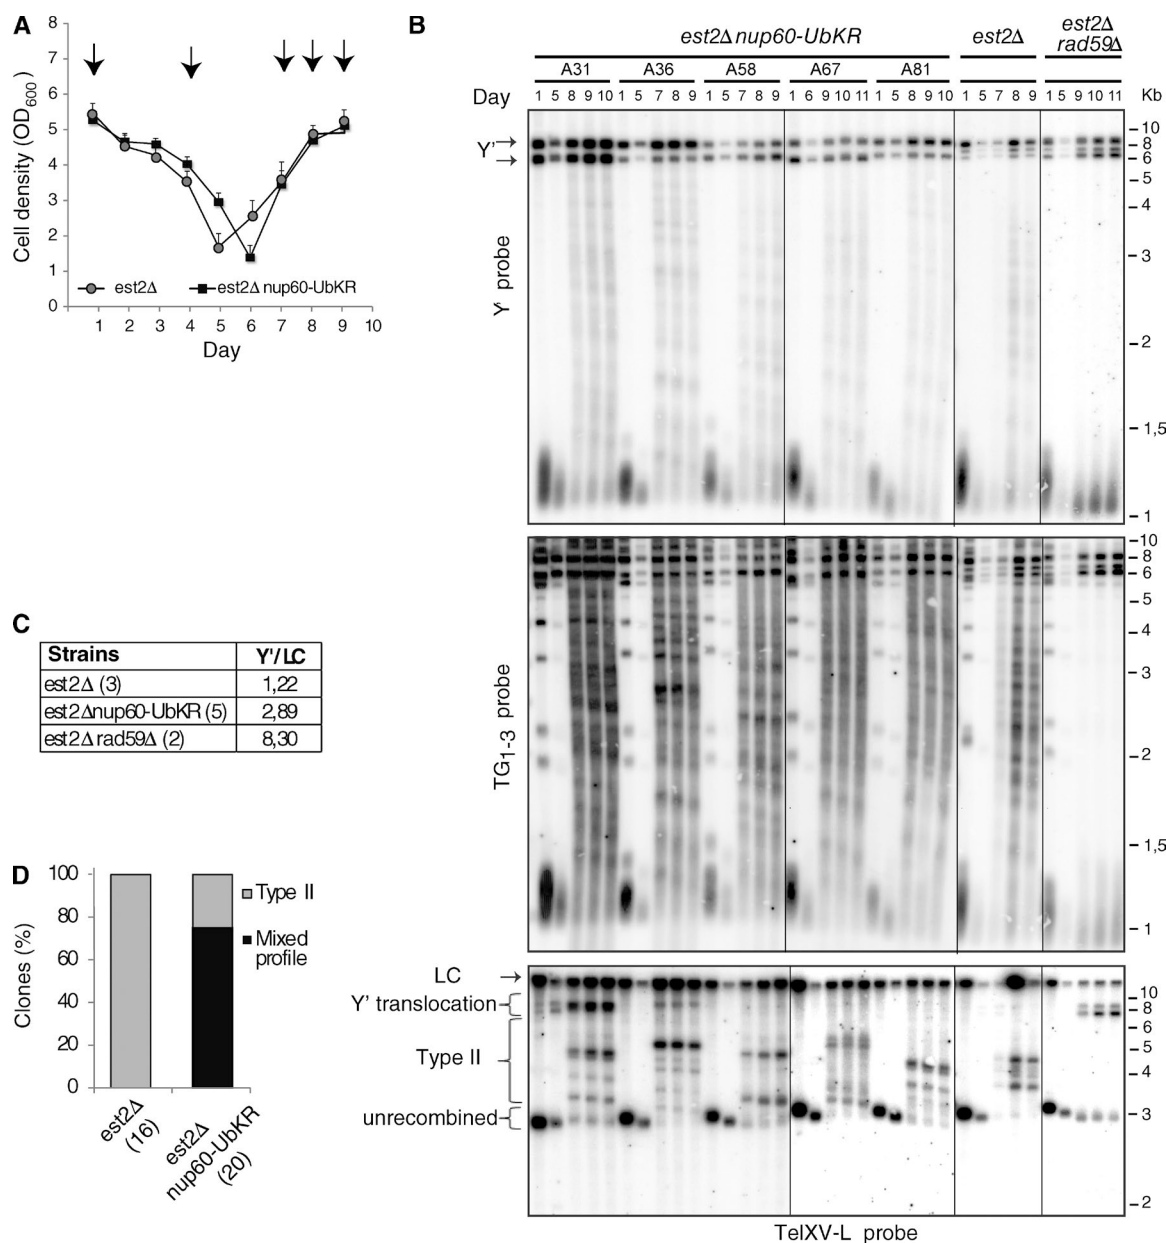 A
8
7
6
5
4
3
2
1
0
Cell density (OD600)
est2Δ
est2Δ nup60-UbKR
1 2 3 4 5 6 7 8 9 10
Day
B
est2Δ nup60-UbKR
est2Δ
est2Δ
rad59Δ
A31 A36 A58 A67 A81
Day 1 5 8 9 10 1 5 7 8 9 1 5 7 8 9 1 6 9 10 11 1 5 8 9 10 1 5 7 8 9 1 5 9 10 11 Kb
Y'
Y' probe
10
8
6
5
4
3
2
1,5
1
TG1-3 probe
10
8
6
5
4
3
2
1,5
1
LC
Y' translocation
Type II
unrecombined
10
8
6
5
4
3
2
TelXV-L probe
C
Strains Y'/LC
est2Δ (3) 1,22
est2Δnup60-UbKR (5) 2,89
est2Δ rad59Δ (2) 8,30
D
100
80
60
40
20
0
Clones (%)
Type II
Mixed
profile
est2Δ
(16)
est2Δ
nup60-UbKR
(20)